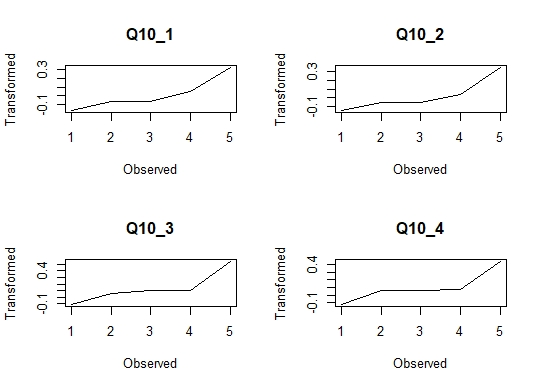 Q10_1
Transformed
-0.1 0.3
1 2 3 4 5
Observed
Q10_2
Transformed
-0.1 0.3
1 2 3 4 5
Observed
Q10_3
Transformed
-0.1 0.4
1 2 3 4 5
Observed
Q10_4
Transformed
-0.1 0.4
1 2 3 4 5
Observed